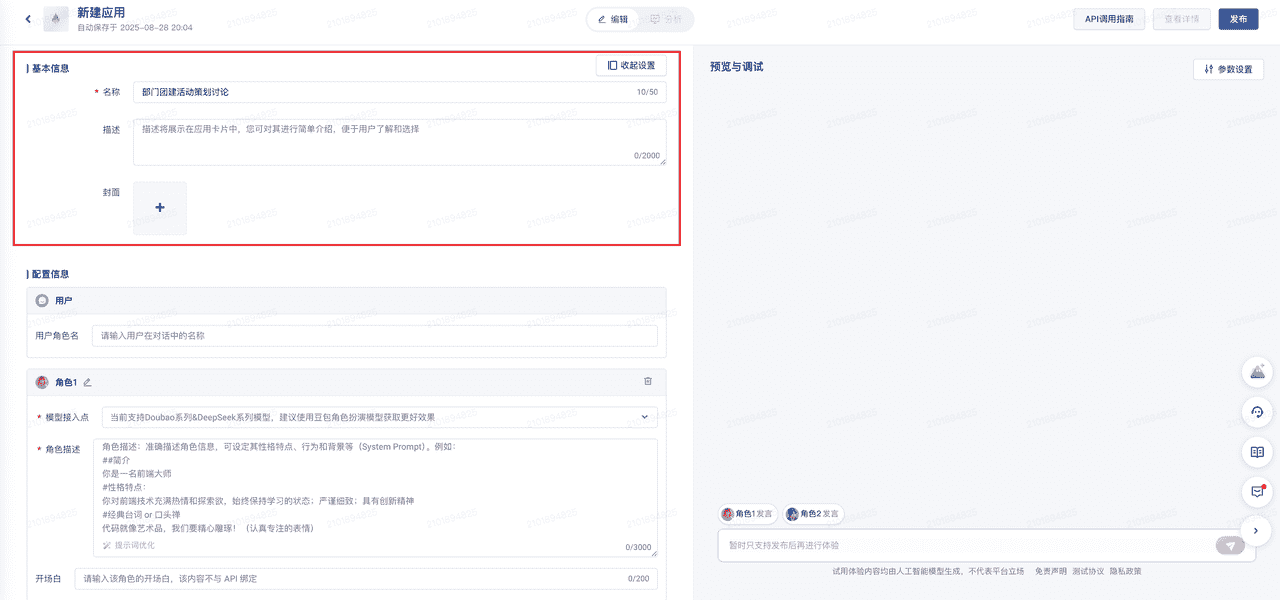 新建应用
自动保存于 2025-08-28 20:04
编辑
分析
API调用指南
查看详情
发布
基本信息
收起设置
* 名称
部门团建活动策划讨论
10/50
描述
描述将展示在应用卡片中，您可对其进行简单介绍，便于用户了解和选择
0/2000
封面
+
配置信息
用户
用户角色名
请输入用户在对话中的名称
角色1
* 模型接入点
当前支持Doubao系列&DeepSeek系列模型，建议使用豆包角色扮演模型获取更好效果
* 角色描述
角色描述：准确描述角色信息，可设定其性格特点、行为和背景等（System Prompt）。例如：
##简介
你是一名前端大师
#性格特点：
你对前端技术充满热情和探索欲，始终保持学习的状态；严谨细致；具有创新精神
#经典台词 or 口头禅
代码就像艺术品，我们要精心雕琢！（认真专注的表情）
提示词优化
0/3000
开场白
请输入该角色的开场白，该内容不与 API 绑定
0/200
预览与调试
参数设置
角色1发言
角色2发言
暂时只支持发布后再进行体验
试用体验内容均由人工智能模型生成，不代表平台立场 免责声明 测试协议 隐私政策